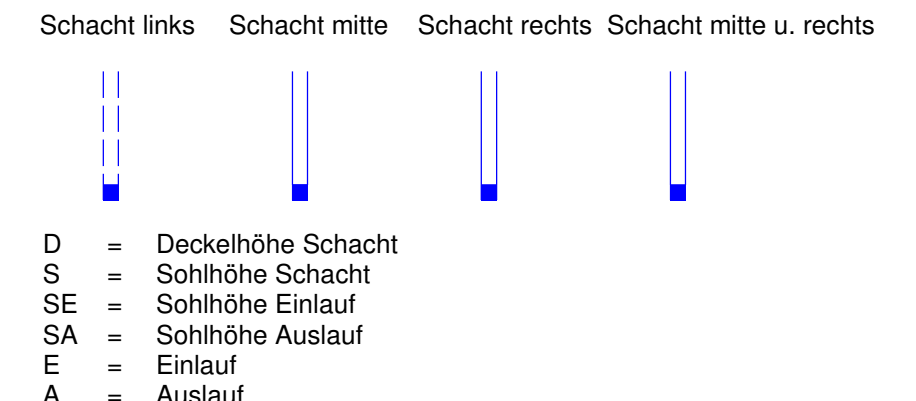 Schacht links Schacht mitte Schacht rechts Schacht mitte u. rechts
D = Deckelhöhe Schacht
S = Sohlhöhe Schacht
SE = Sohlhöhe Einlauf
SA = Sohlhöhe Auslauf
E = Einlauf
A = Auslauf